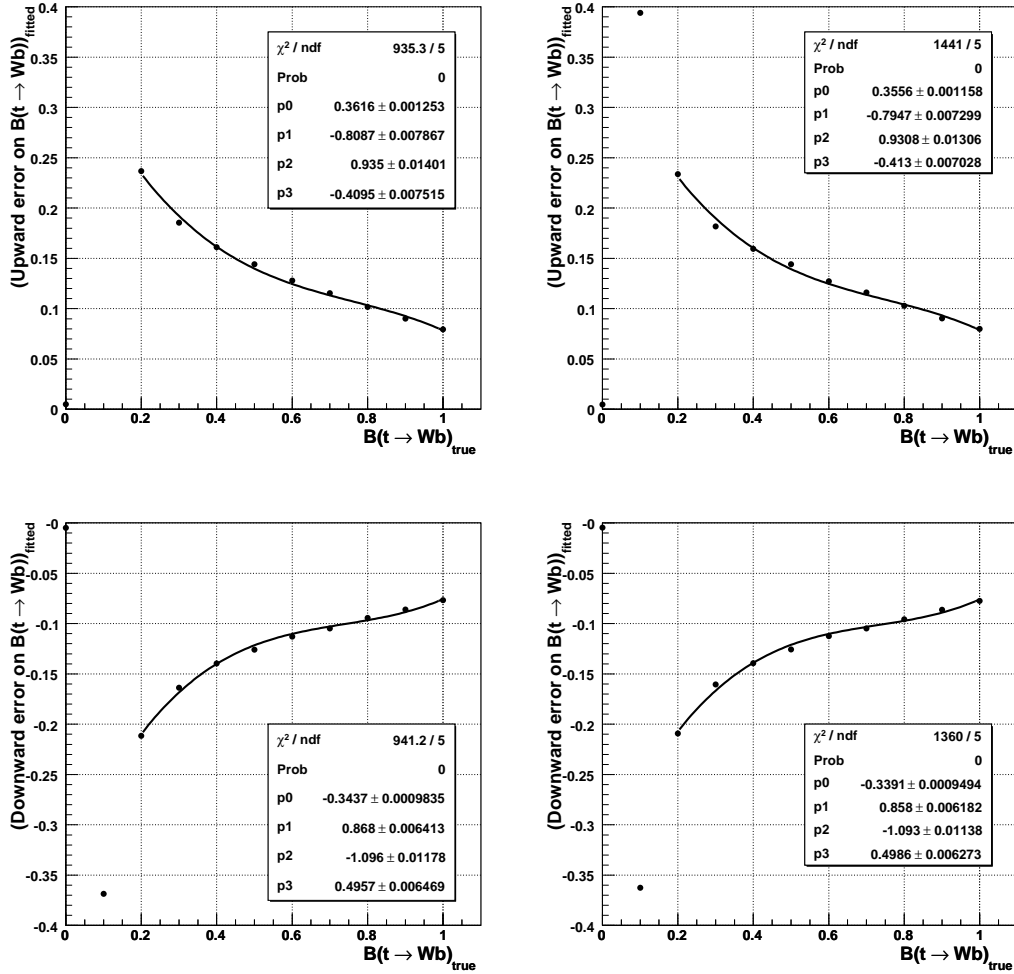 (Upward error on B(t → Wb))fitted
0.4
0.35
0.3
0.25
0.2
0.15
0.1
0.05
0
χ² / ndf 935.3 / 5
Prob 0
p0 0.3616 ± 0.001253
p1 -0.8087 ± 0.007867
p2 0.935 ± 0.01401
p3 -0.4095 ± 0.007515
0 0.2 0.4 0.6 0.8 1
B(t → Wb)true
(Upward error on B(t → Wb))fitted
0.4
0.35
0.3
0.25
0.2
0.15
0.1
0.05
0
χ² / ndf 1441 / 5
Prob 0
p0 0.3556 ± 0.001158
p1 -0.7947 ± 0.007299
p2 0.9308 ± 0.01306
p3 -0.413 ± 0.007028
0 0.2 0.4 0.6 0.8 1
B(t → Wb)true
(Downward error on B(t → Wb))fitted
-0
-0.05
-0.1
-0.15
-0.2
-0.25
-0.3
-0.35
-0.4
χ² / ndf 941.2 / 5
Prob 0
p0 -0.3437 ± 0.0009835
p1 0.868 ± 0.006413
p2 -1.096 ± 0.01178
p3 0.4957 ± 0.006469
0 0.2 0.4 0.6 0.8 1
B(t → Wb)true
(Downward error on B(t → Wb))fitted
-0
-0.05
-0.1
-0.15
-0.2
-0.25
-0.3
-0.35
-0.4
χ² / ndf 1360 / 5
Prob 0
p0 -0.3391 ± 0.0009494
p1 0.858 ± 0.006182
p2 -1.093 ± 0.01138
p3 0.4986 ± 0.006273
0 0.2 0.4 0.6 0.8 1
B(t → Wb)true